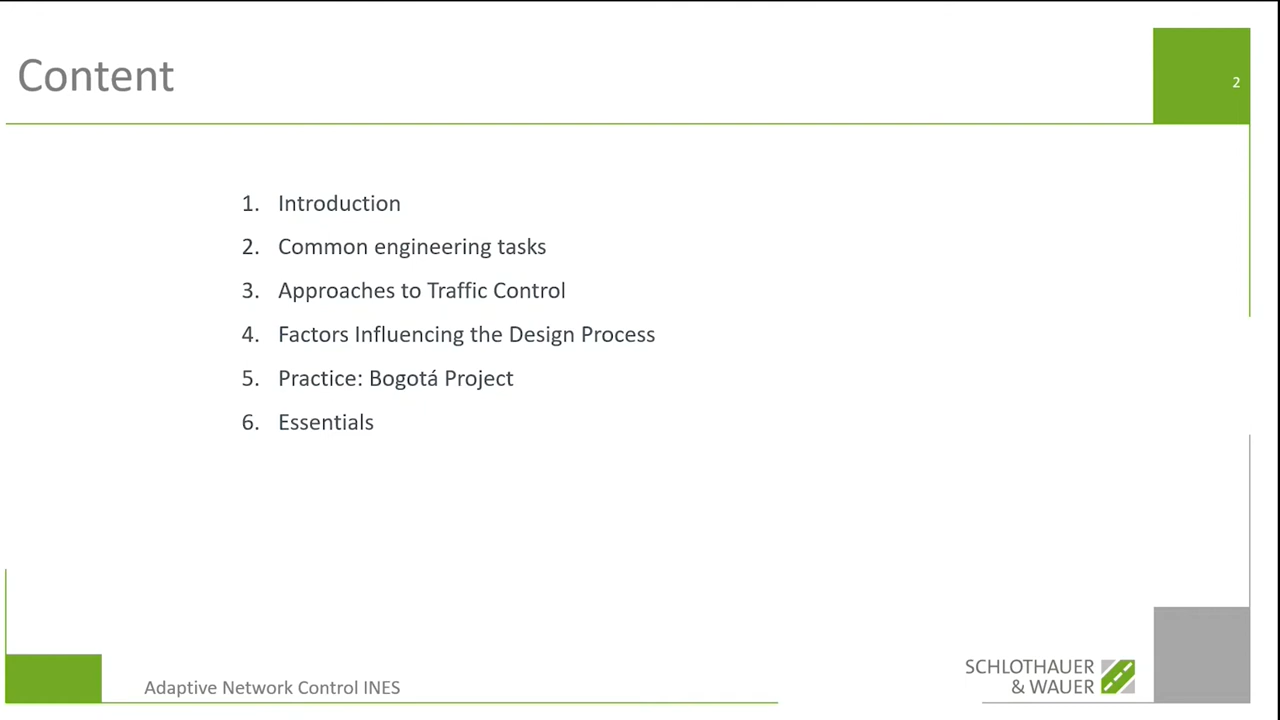 Content
2
1. Introduction
2. Common engineering tasks
3. Approaches to Traffic Control
4. Factors Influencing the Design Process
5. Practice: Bogotá Project
6. Essentials
Adaptive Network Control INES
SCHLOTHAUER
& WAUER